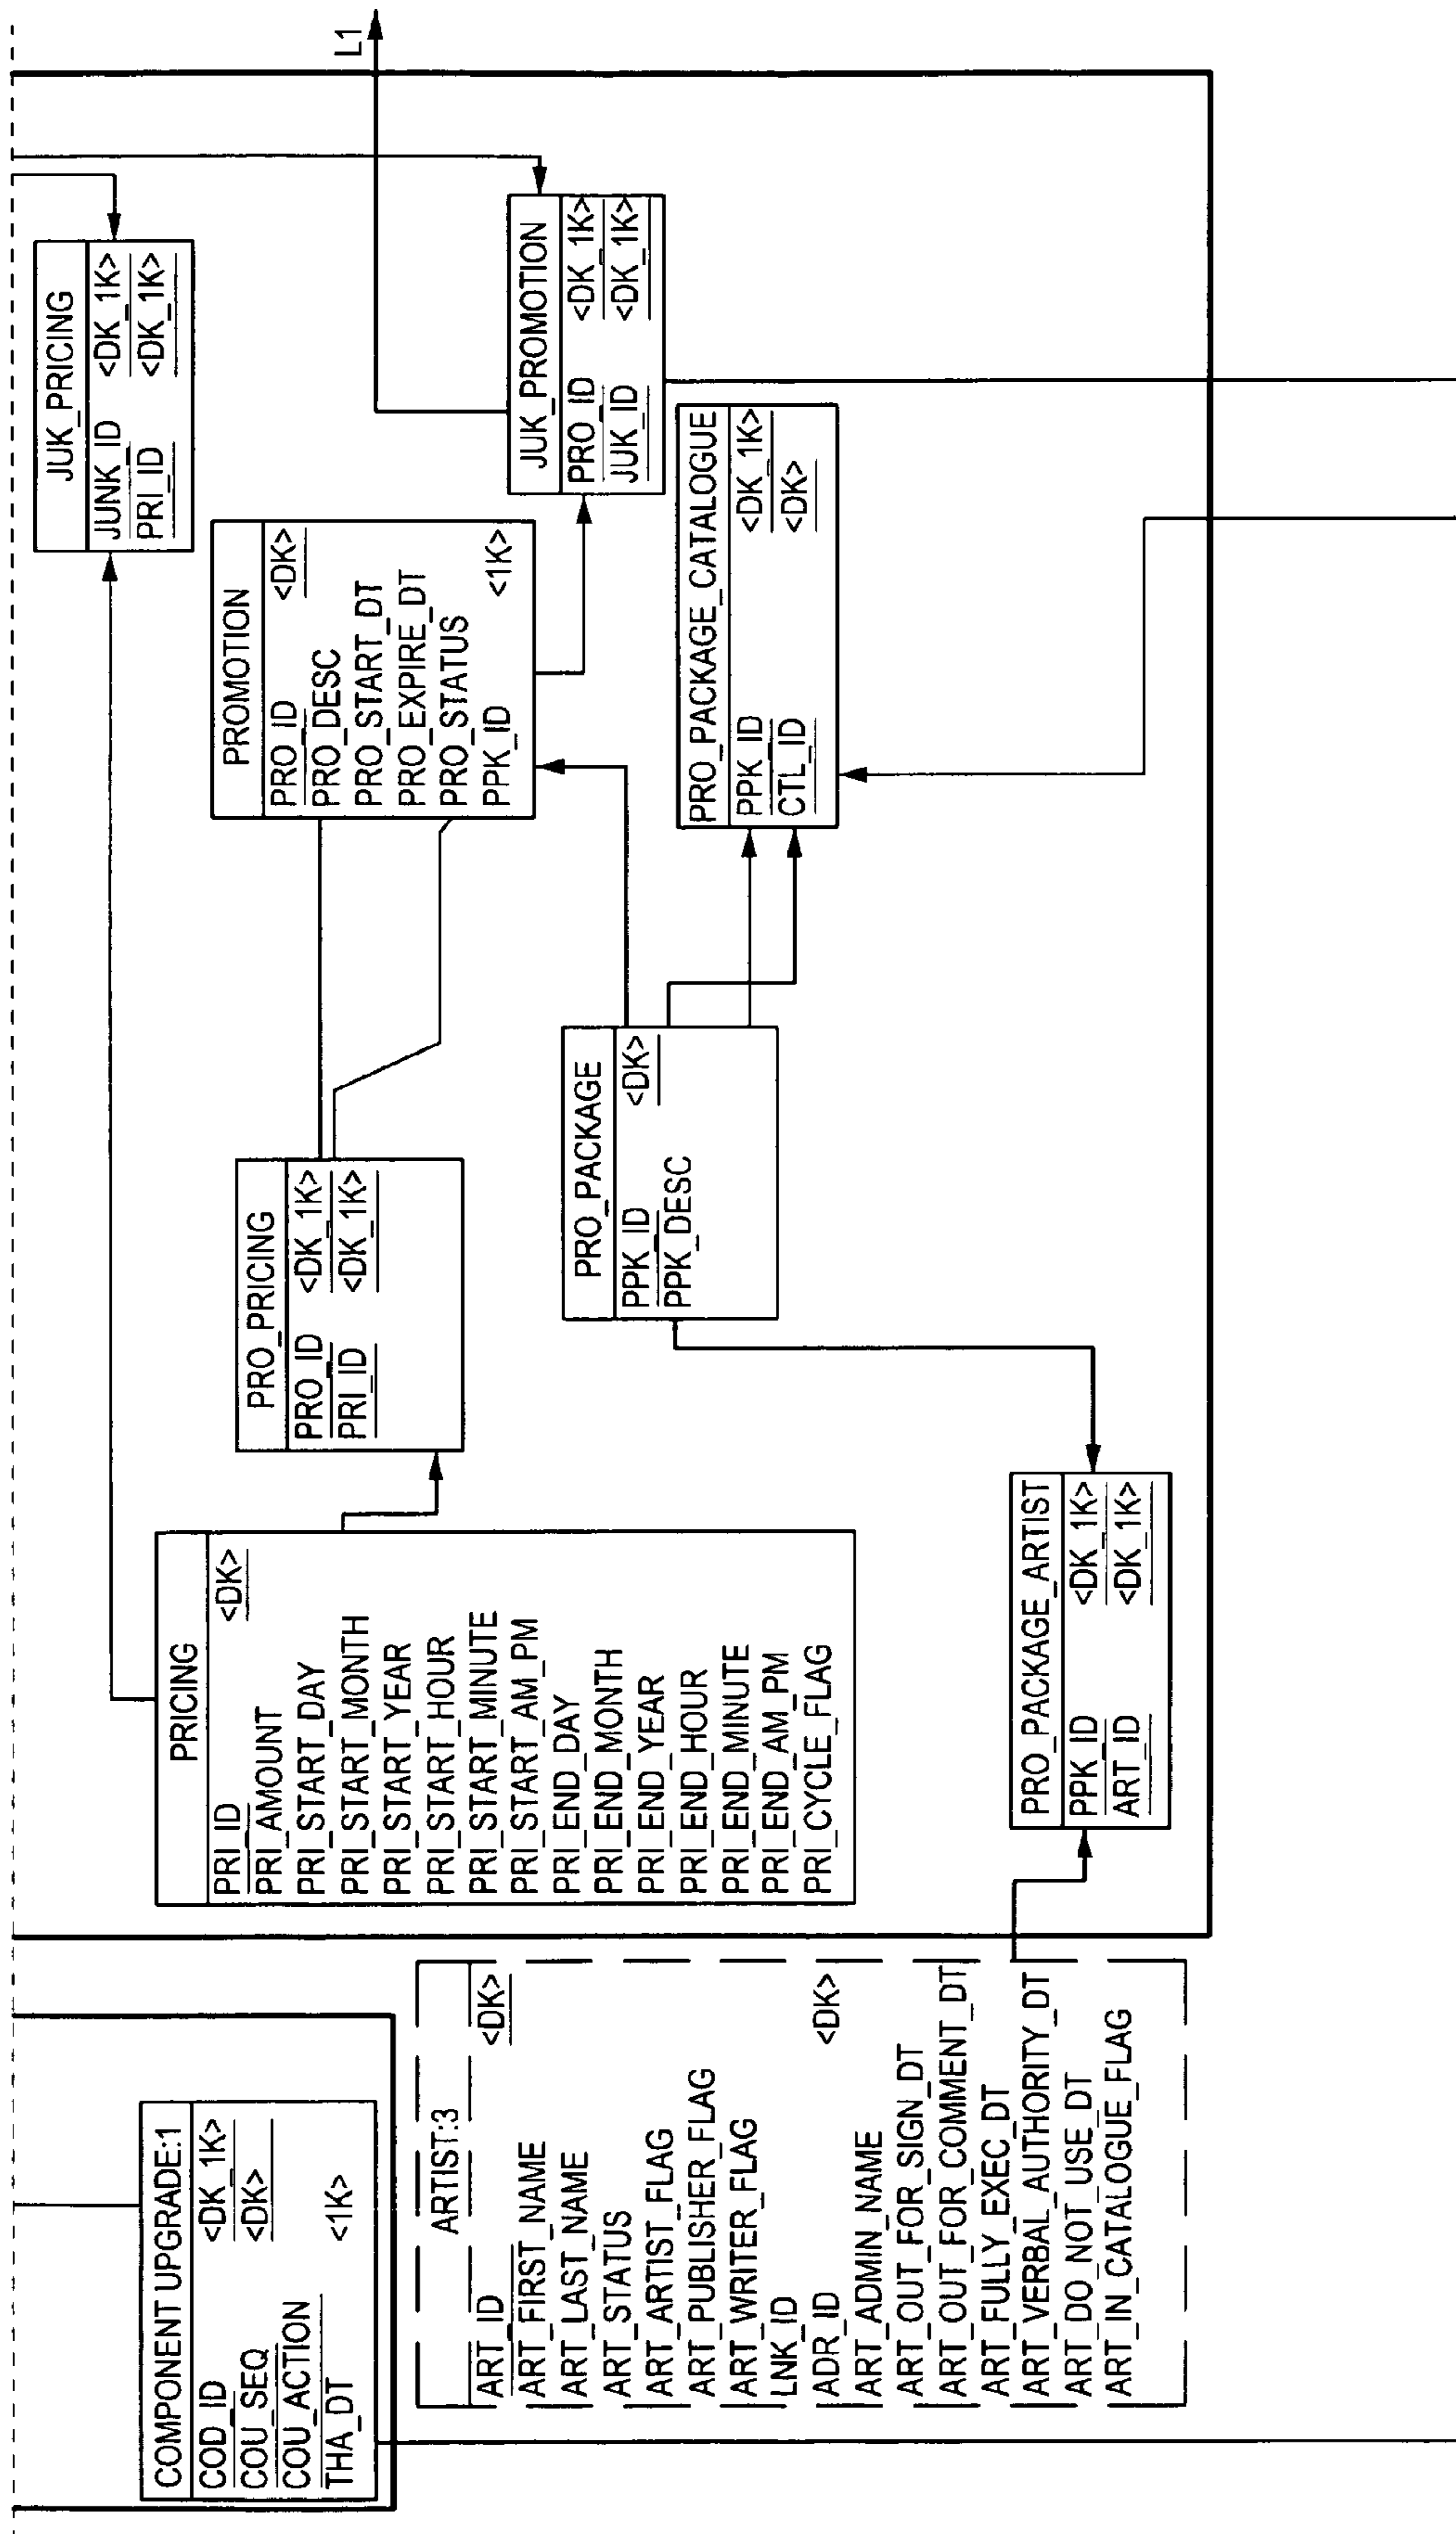 COMPONENT UPGRADE:1
COD_ID <DK_1K>
COU_SEQ <DK>
COU_ACTION
THA_DT <1K>
ARTIST:3
ART_ID <DK>
ART_FIRST_NAME
ART_LAST_NAME
ART_STATUS
ART_ARTIST_FLAG
ART_PUBLISHER_FLAG
ART_WRITER_FLAG
LNK_ID
ADR_ID <DK>
ART_ADMIN_NAME
ART_OUT_FOR_SIGN_DT
ART_OUT_FOR_COMMENT_DT
ART_FULLY_EXEC_DT
ART_VERBAL_AUTHORITY_DT
ART_DO_NOT_USE_DT
ART_IN_CATALOGUE_FLAG
PRICING
PRI_ID <DK>
PRI_AMOUNT
PRI_START_DAY
PRI_START_MONTH
PRI_START_YEAR
PRI_START_HOUR
PRI_START_MINUTE
PRI_START_AM_PM
PRI_END_DAY
PRI_END_MONTH
PRI_END_YEAR
PRI_END_HOUR
PRI_END_MINUTE
PRI_END_AM_PM
PRI_CYCLE_FLAG
PRO_PACKAGE_ARTIST
PPK_ID <DK_1K>
ART_ID <DK_1K>
PRO_PRICING
PRO_ID <DK_1K>
PRI_ID <DK_1K>
PRO_PACKAGE
PPK_ID <DK>
PPK_DESC
PROMOTION
PRO_ID <DK>
PRO_DESC
PRO_START_DT
PRO_EXPIRE_DT
PRO_STATUS
PPK_ID <1K>
PRO_PACKAGE_CATALOGUE
PPK_ID <DK_1K>
CTL_ID <DK>
JUK_PRICING
JUNK_ID <DK_1K>
PRI_ID <DK_1K>
JUK_PROMOTION
PRO_ID <DK_1K>
JUK_ID <DK_1K>
L1